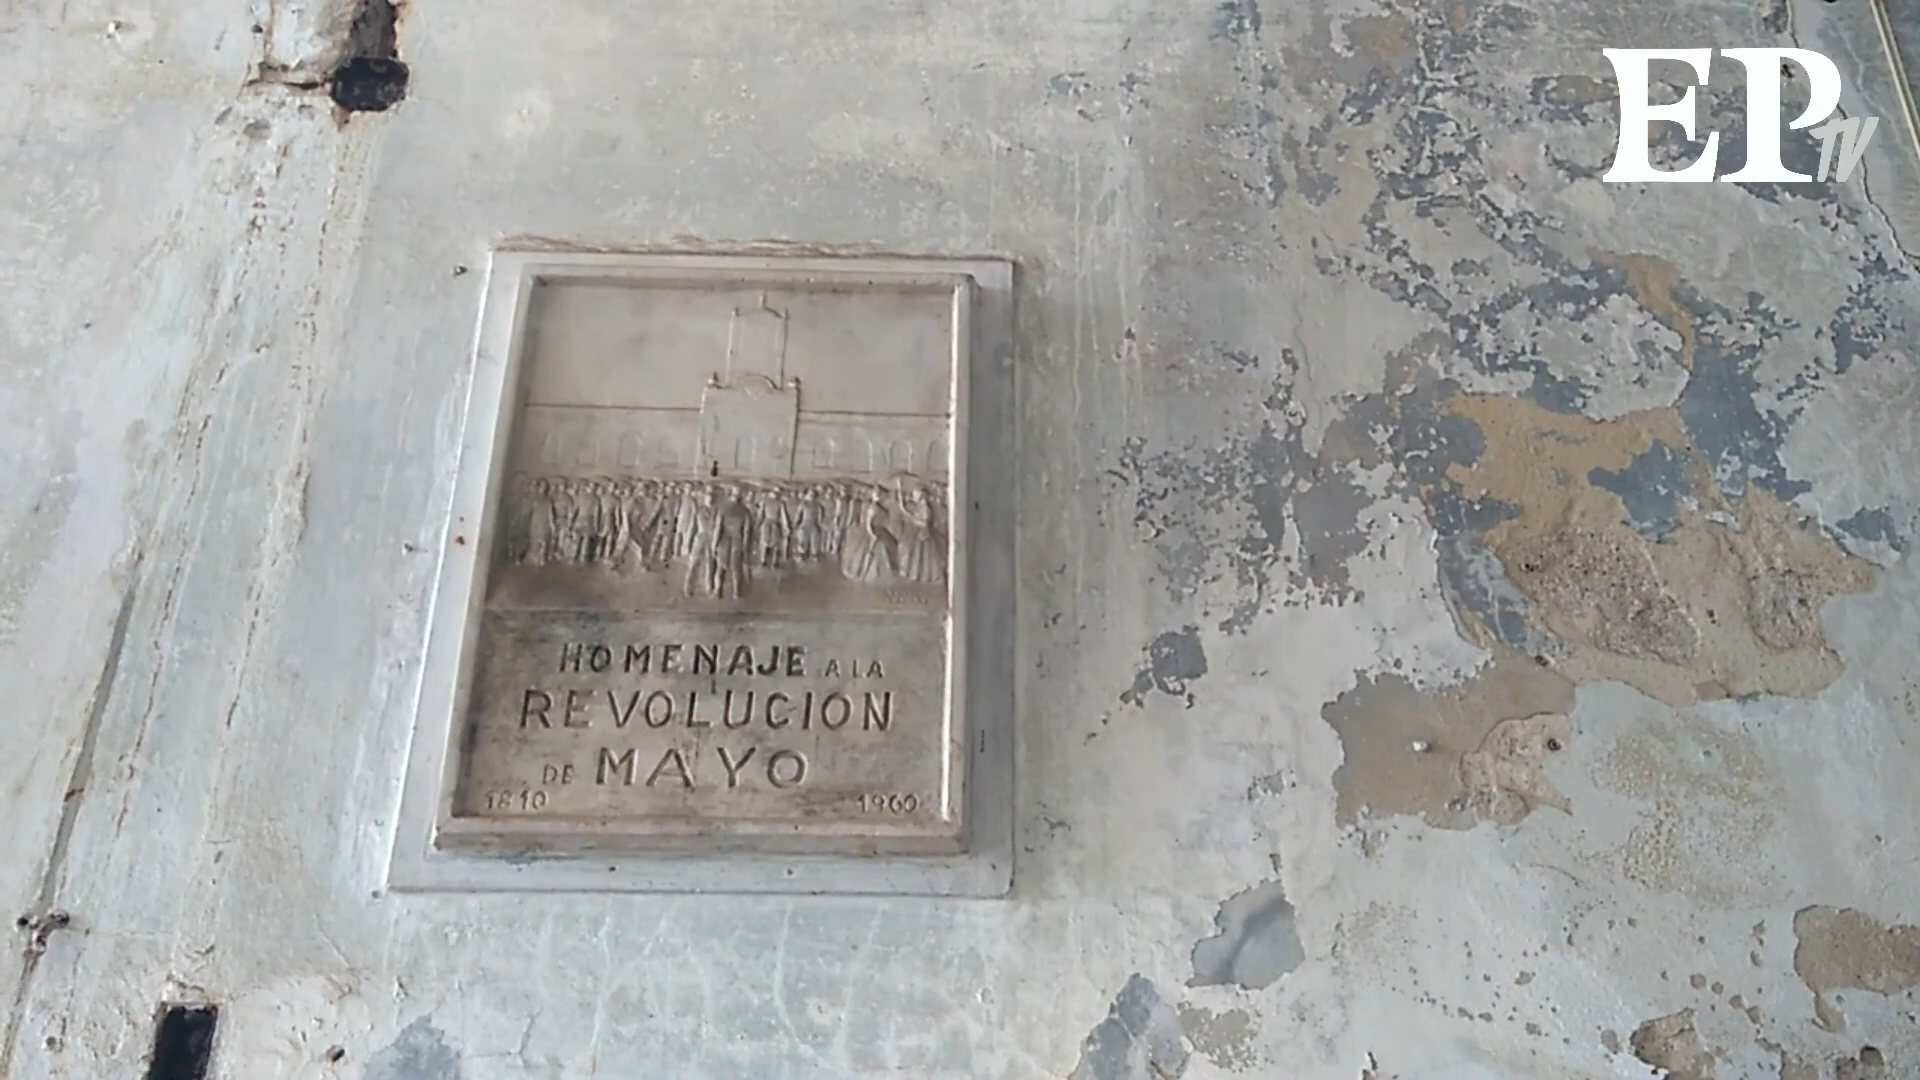 EPTV
HOMENAJE A LA
REVOLUCION
DE MAYO
1810 1960